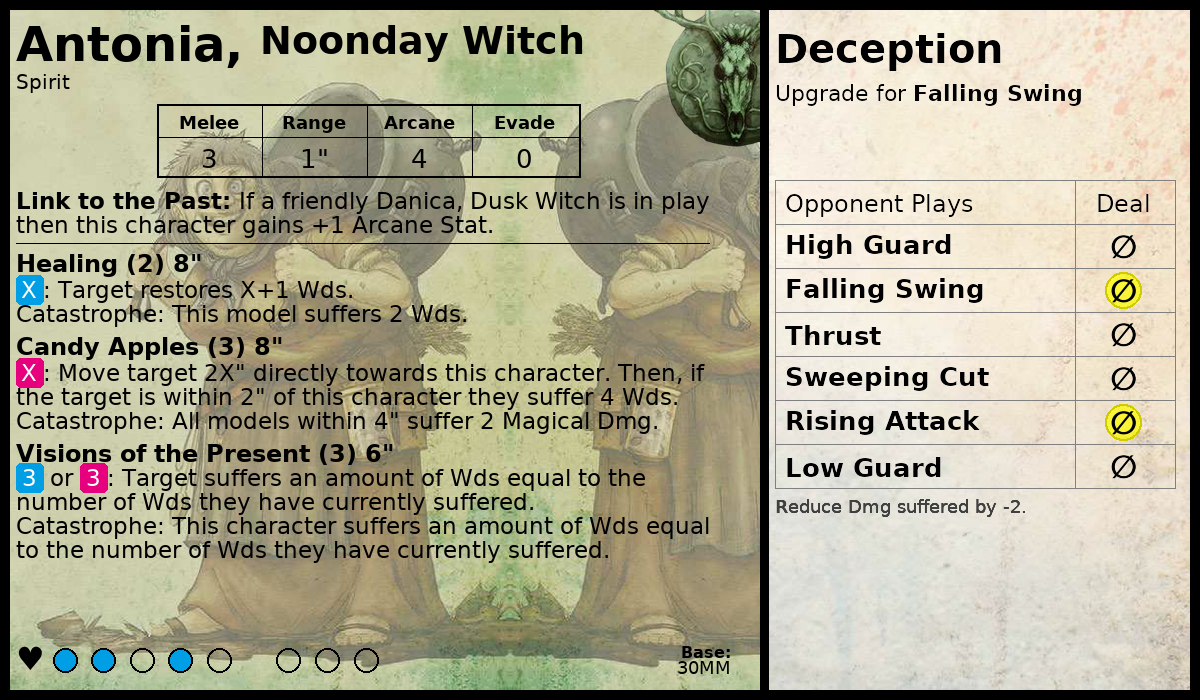 Antonia, Noonday Witch
Spirit
Melee Range Arcane Evade
3 1" 4 0
Link to the Past: If a friendly Danica, Dusk Witch is in play
then this character gains +1 Arcane Stat.
Healing (2) 8"
X: Target restores X+1 Wds.
Catastrophe: This model suffers 2 Wds.
Candy Apples (3) 8"
X: Move target 2X" directly towards this character. Then, if
the target is within 2" of this character they suffer 4 Wds.
Catastrophe: All models within 4" suffer 2 Magical Dmg.
Visions of the Present (3) 6"
3 or 3: Target suffers an amount of Wds equal to the
number of Wds they have currently suffered.
Catastrophe: This character suffers an amount of Wds equal
to the number of Wds they have currently suffered.
Base:
30MM
Deception
Upgrade for Falling Swing
Opponent Plays Deal
High Guard ∅
Falling Swing ∅
Thrust ∅
Sweeping Cut ∅
Rising Attack ∅
Low Guard ∅
Reduce Dmg suffered by -2.